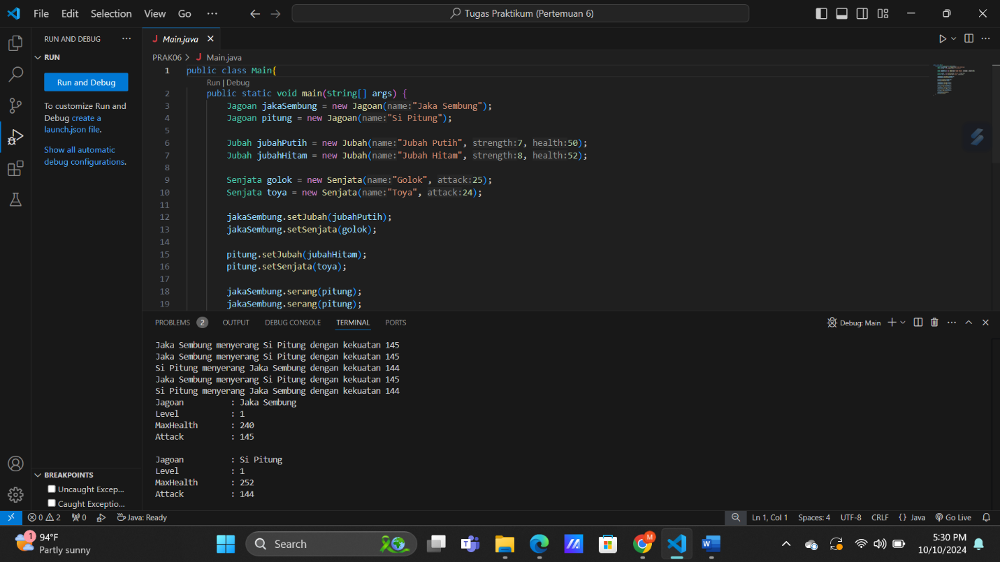 File Edit Selection View Go ··· Tugas Praktikum (Pertemuan 6)
RUN AND DEBUG ···
RUN
Run and Debug
To customize Run and
Debug create a
launch.json file.
Show all automatic
debug configurations.
BREAKPOINTS
Uncaught Excep...
Caught Exceptio...
J Main.java
PRAK06 > J Main.java
1 public class Main{
Run | Debug
2 public static void main(String[] args) {
3 Jagoan jakaSembung = new Jagoan(name:"Jaka Sembung");
4 Jagoan pitung = new Jagoan(name:"Si Pitung");
5
6 Jubah jubahPutih = new Jubah(name:"Jubah Putih", strength:7, health:50);
7 Jubah jubahHitam = new Jubah(name:"Jubah Hitam", strength:8, health:52);
8
9 Senjata golok = new Senjata(name:"Golok", attack:25);
10 Senjata toya = new Senjata(name:"Toya", attack:24);
11
12 jakaSembung.setJubah(jubahPutih);
13 jakaSembung.setSenjata(golok);
14
15 pitung.setJubah(jubahHitam);
16 pitung.setSenjata(toya);
17
18 jakaSembung.serang(pitung);
19 jakaSembung.serang(pitung);
PROBLEMS 2 OUTPUT DEBUG CONSOLE TERMINAL PORTS Debug: Main
Jaka Sembung menyerang Si Pitung dengan kekuatan 145
Jaka Sembung menyerang Si Pitung dengan kekuatan 145
Si Pitung menyerang Jaka Sembung dengan kekuatan 144
Jaka Sembung menyerang Si Pitung dengan kekuatan 145
Si Pitung menyerang Jaka Sembung dengan kekuatan 144
Jagoan : Jaka Sembung
Level : 1
MaxHealth : 240
Attack : 145
Jagoan : Si Pitung
Level : 1
MaxHealth : 252
Attack : 144
0 2 0 Java: Ready Ln 1, Col 1 Spaces: 4 UTF-8 CRLF {} Java Go Live
1 94°F
Partly sunny
Search
T
M
W
5:30 PM
10/10/2024